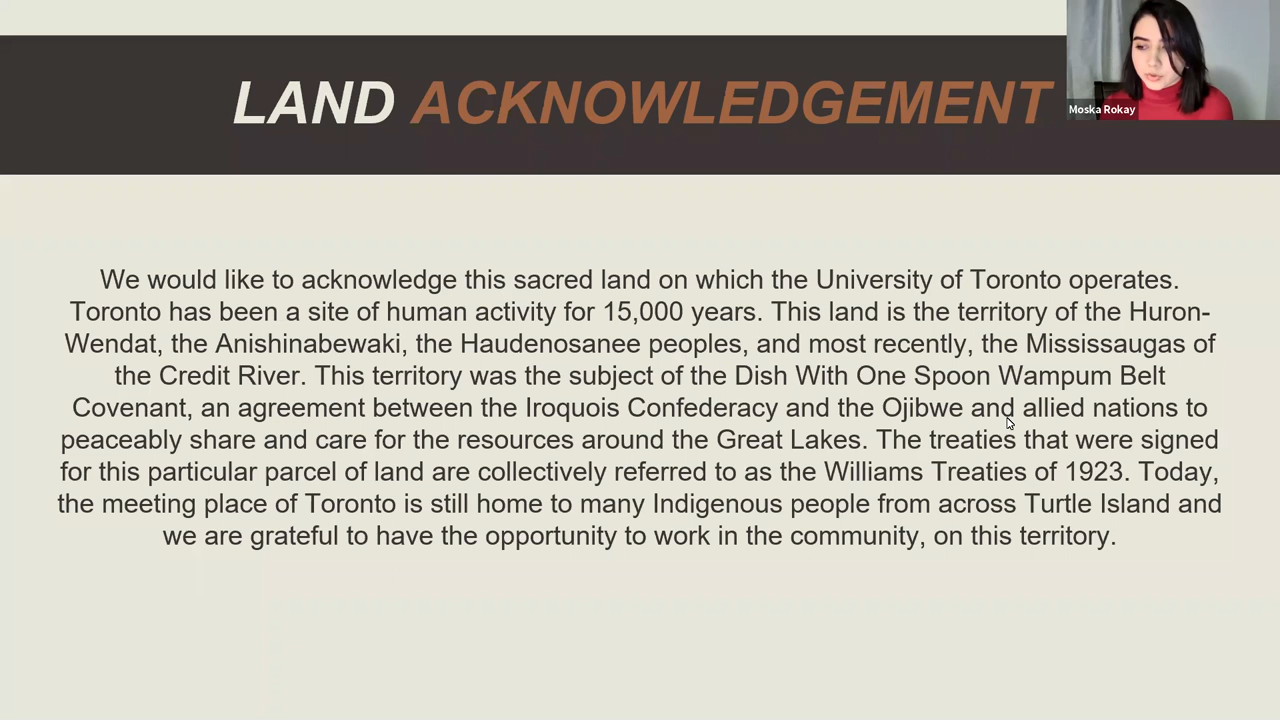 LAND ACKNOWLEDGEMENT
Moska Rokay
We would like to acknowledge this sacred land on which the University of Toronto operates.
Toronto has been a site of human activity for 15,000 years. This land is the territory of the Huron-
Wendat, the Anishinabewaki, the Haudenosanee peoples, and most recently, the Mississaugas of
the Credit River. This territory was the subject of the Dish With One Spoon Wampum Belt
Covenant, an agreement between the Iroquois Confederacy and the Ojibwe and allied nations to
peaceably share and care for the resources around the Great Lakes. The treaties that were signed
for this particular parcel of land are collectively referred to as the Williams Treaties of 1923. Today,
the meeting place of Toronto is still home to many Indigenous people from across Turtle Island and
we are grateful to have the opportunity to work in the community, on this territory.